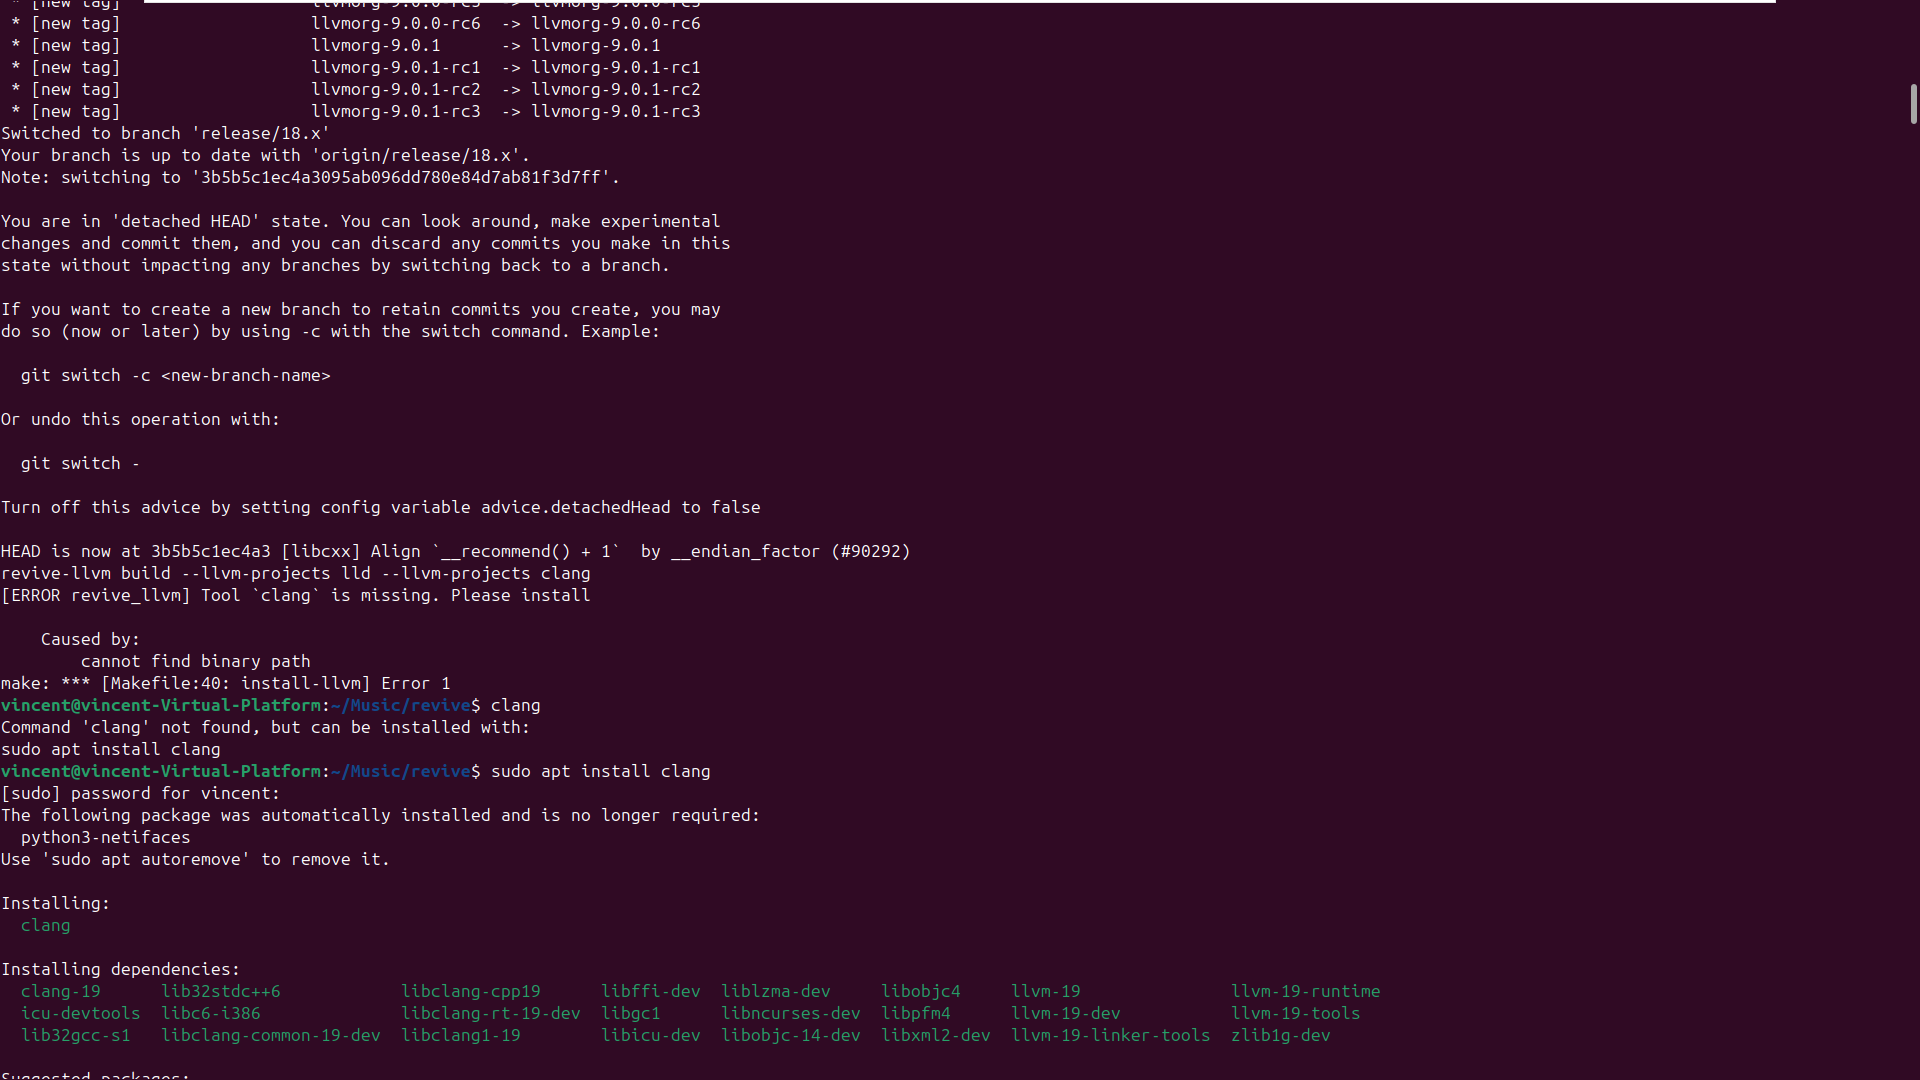 * [new tag] llvmorg-9.0.0-rc5 -> llvmorg-9.0.0-rc5
* [new tag] llvmorg-9.0.0-rc6 -> llvmorg-9.0.0-rc6
* [new tag] llvmorg-9.0.1 -> llvmorg-9.0.1
* [new tag] llvmorg-9.0.1-rc1 -> llvmorg-9.0.1-rc1
* [new tag] llvmorg-9.0.1-rc2 -> llvmorg-9.0.1-rc2
* [new tag] llvmorg-9.0.1-rc3 -> llvmorg-9.0.1-rc3
Switched to branch 'release/18.x'
Your branch is up to date with 'origin/release/18.x'.
Note: switching to '3b5b5c1ec4a3095ab096dd780e84d7ab81f3d7ff'.

You are in 'detached HEAD' state. You can look around, make experimental
changes and commit them, and you can discard any commits you make in this
state without impacting any branches by switching back to a branch.

If you want to create a new branch to retain commits you create, you may
do so (now or later) by using -c with the switch command. Example:

  git switch -c <new-branch-name>

Or undo this operation with:

  git switch -

Turn off this advice by setting config variable advice.detachedHead to false

HEAD is now at 3b5b5c1ec4a3 [libcxx] Align `__recommend() + 1`  by __endian_factor (#90292)
revive-llvm build --llvm-projects lld --llvm-projects clang
[ERROR revive_llvm] Tool `clang` is missing. Please install

    Caused by:
        cannot find binary path
make: *** [Makefile:40: install-llvm] Error 1
vincent@vincent-Virtual-Platform:~/Music/revive$ clang
Command 'clang' not found, but can be installed with:
sudo apt install clang
vincent@vincent-Virtual-Platform:~/Music/revive$ sudo apt install clang
[sudo] password for vincent:
The following package was automatically installed and is no longer required:
  python3-netifaces
Use 'sudo apt autoremove' to remove it.

Installing:
  clang

Installing dependencies:
  clang-19 lib32stdc++6 libclang-cpp19 libffi-dev liblzma-dev libobjc4 llvm-19 llvm-19-runtime
  icu-devtools libc6-i386 libclang-rt-19-dev libgc1 libncurses-dev libpfm4 llvm-19-dev llvm-19-tools
  lib32gcc-s1 libclang-common-19-dev libclang1-19 libicu-dev libobjc-14-dev libxml2-dev llvm-19-linker-tools zlib1g-dev

Suggested packages: